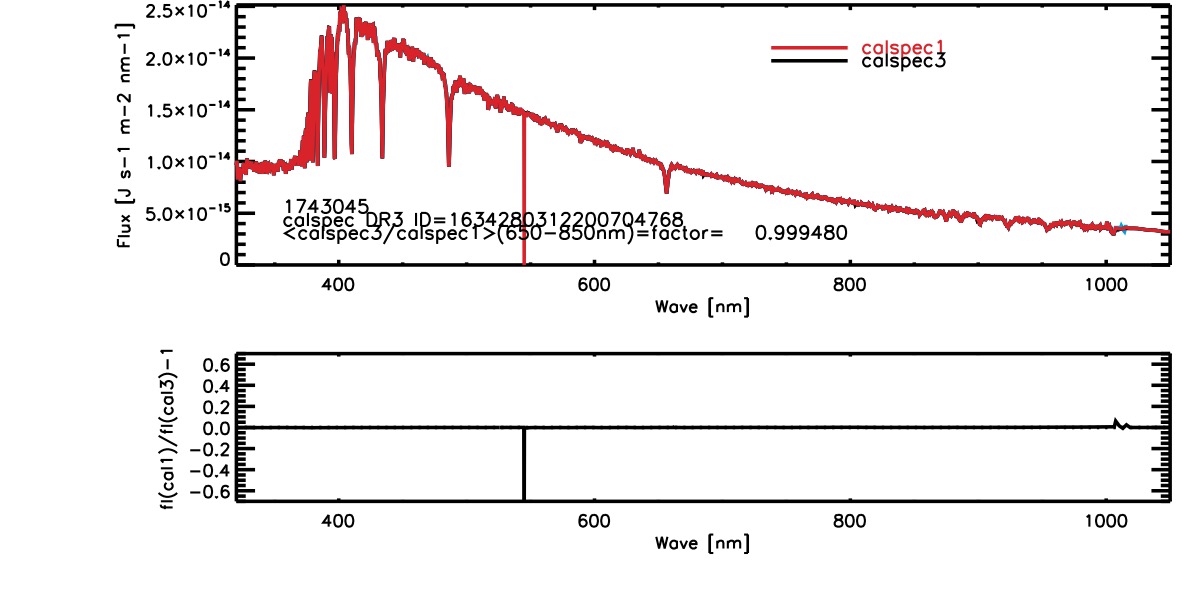 2.5×10⁻¹⁴
2.0×10⁻¹⁴
1.5×10⁻¹⁴
1.0×10⁻¹⁴
5.0×10⁻¹⁵
0
Flux [J s−1 m−2 nm−1]
calspec1
calspec3
1743045
calspec DR3 ID=1634280312200704768
<calspec3/calspec1>(650−850nm)=factor= 0.999480
400 600 800 1000
Wave [nm]
0.6
0.4
0.2
0.0
−0.2
−0.4
−0.6
fl(cal1)/fl(cal3)−1
400 600 800 1000
Wave [nm]